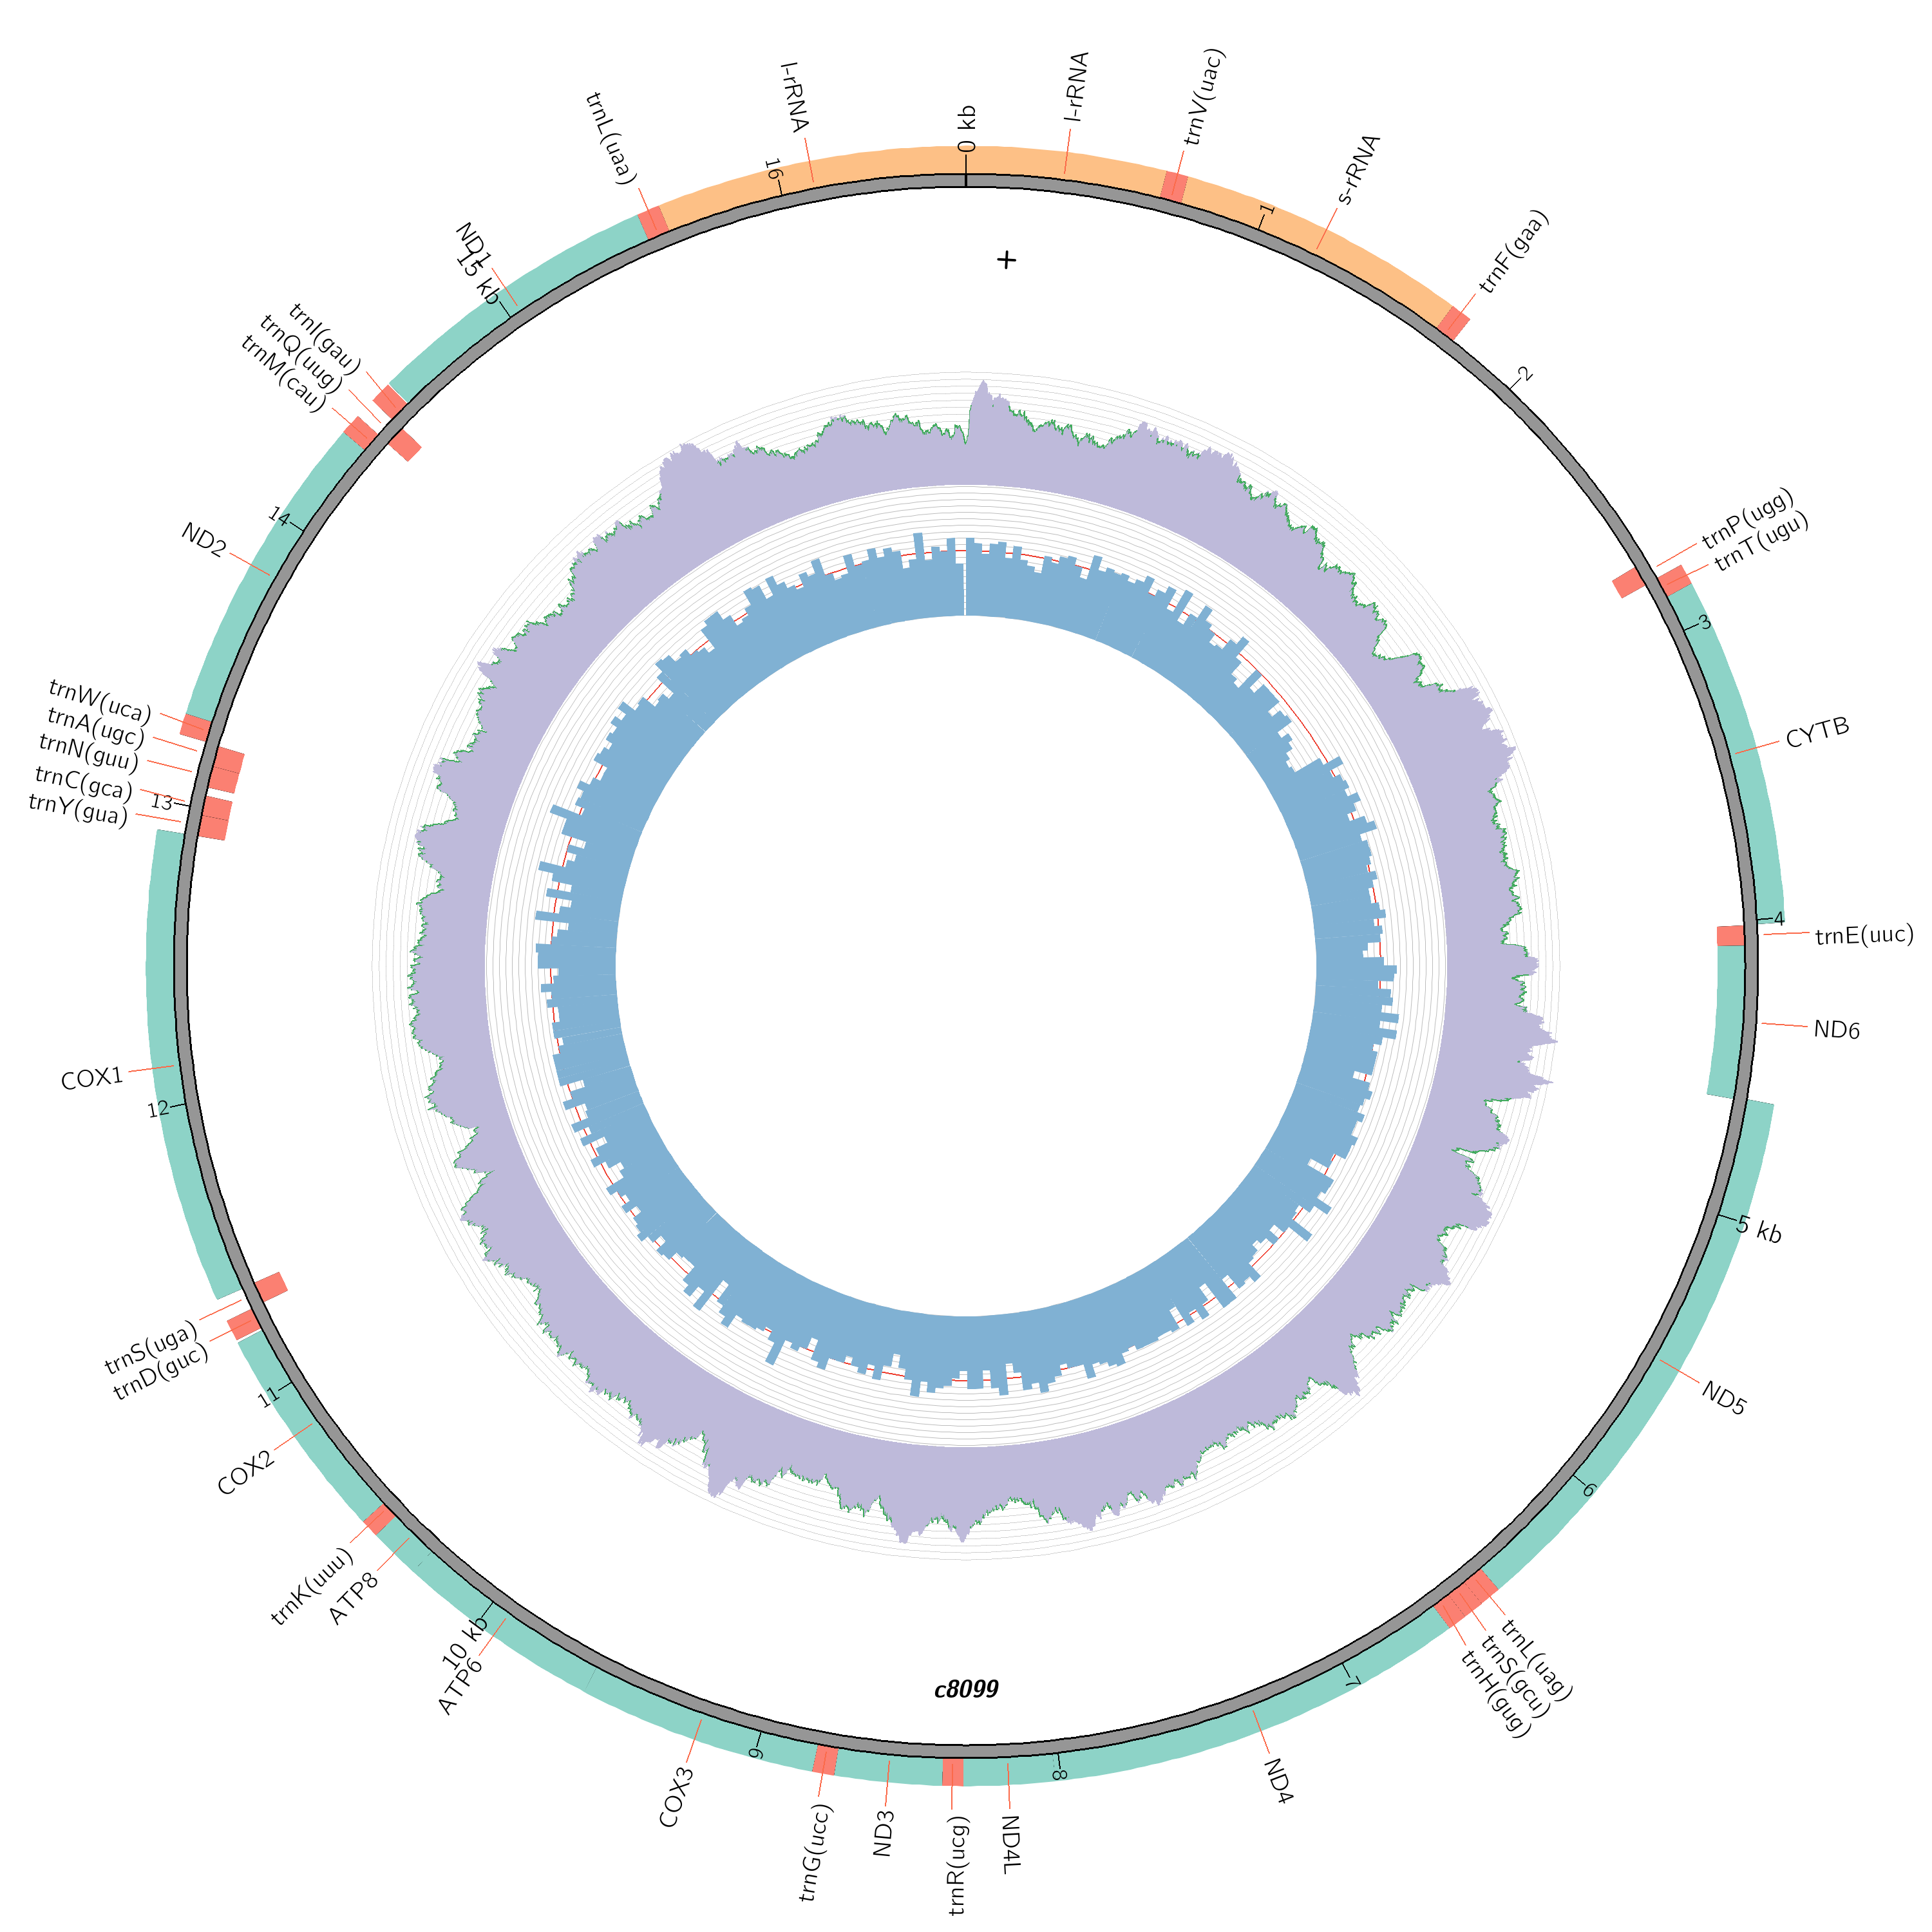 0 kb
l-rRNA
trnV(uac)
1
s-rRNA
trnF(gaa)
2
trnP(ugg)
trnT(ugu)
3
CYTB
4
trnE(uuc)
ND6
5 kb
ND5
6
trnL(uag)
trnS(gcu)
trnH(gug)
7
ND4
8
ND4L
trnR(ucg)
ND3
trnG(ucc)
9
COX3
ATP6
10 kb
ATP8
trnK(uuu)
COX2
11
trnD(guc)
trnS(uga)
12
COX1
trnY(gua)
13
trnC(gca)
trnN(guu)
trnA(ugc)
trnW(uca)
ND2
14
trnM(cau)
trnQ(uug)
trnI(gau)
15 kb
ND1
trnL(uaa)
16
l-rRNA
+
c8099